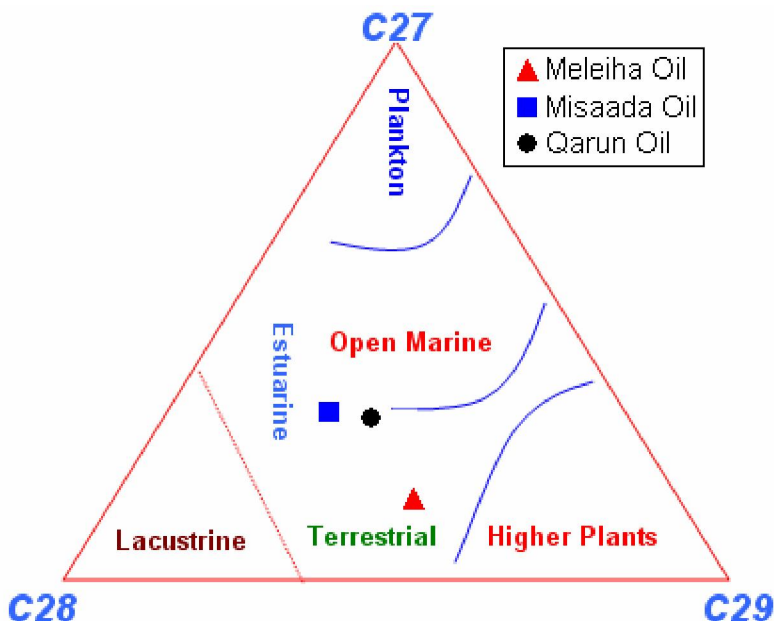 C27
Meleiha Oil
Misaada Oil
Qarun Oil
Plankton
Estuarine
Open Marine
Lacustrine
Terrestrial
Higher Plants
C28
C29